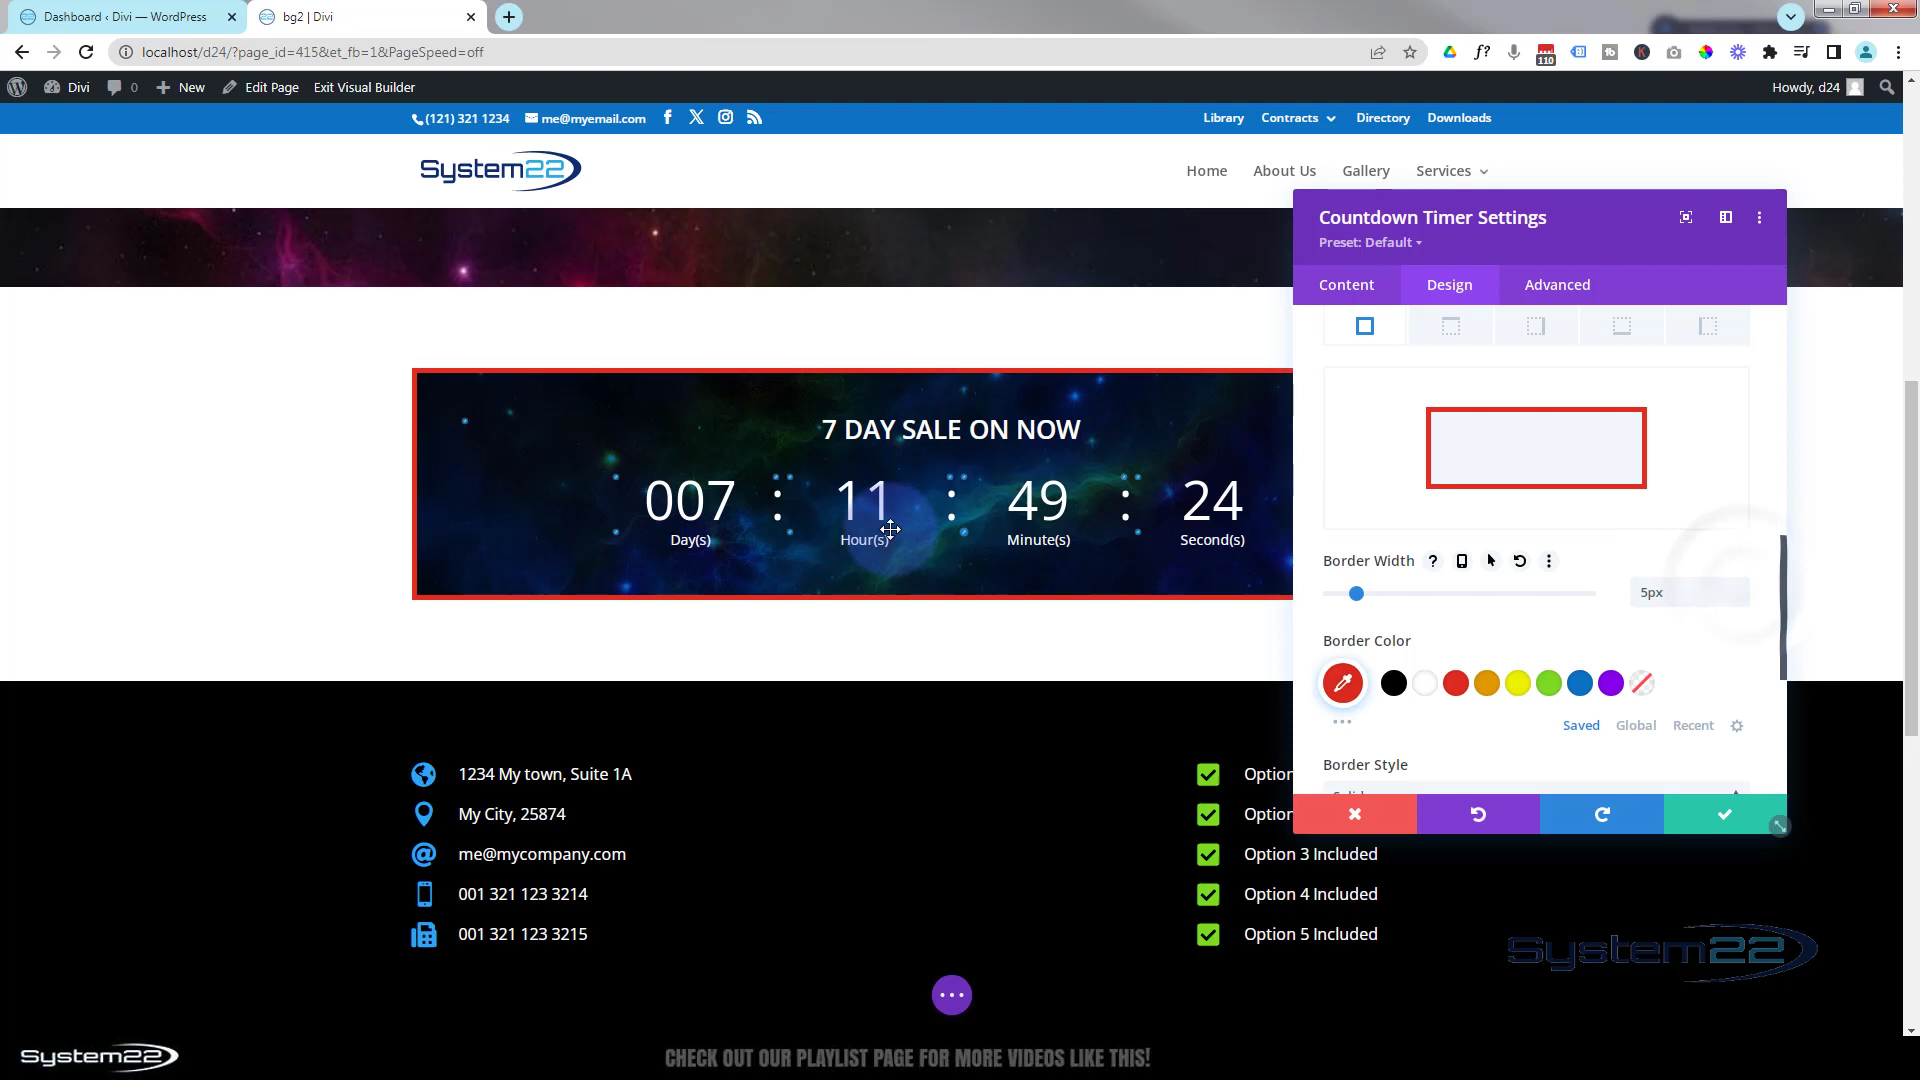 Dashboard ‹ Divi — WordPress
bg2 | Divi
localhost/d24/?page_id=415&et_fb=1&PageSpeed=off
f?
110
Divi
0
New
Edit Page
Exit Visual Builder
Howdy, d24
(121) 321 1234
me@myemail.com
Library
Contracts
Directory
Downloads
System22
Home
About Us
Gallery
Services
Countdown Timer Settings
Preset: Default
Content
Design
Advanced
7 DAY SALE ON NOW
007 : 11 : 49 : 24
Day(s)
Hour(s)
Minute(s)
Second(s)
Border Width
5px
Border Color
Saved
Global
Recent
Border Style
1234 My town, Suite 1A
My City, 25874
me@mycompany.com
001 321 123 3214
001 321 123 3215
Option
Option
Option 3 Included
Option 4 Included
Option 5 Included
System22
System22
CHECK OUT OUR PLAYLIST PAGE FOR MORE VIDEOS LIKE THIS!